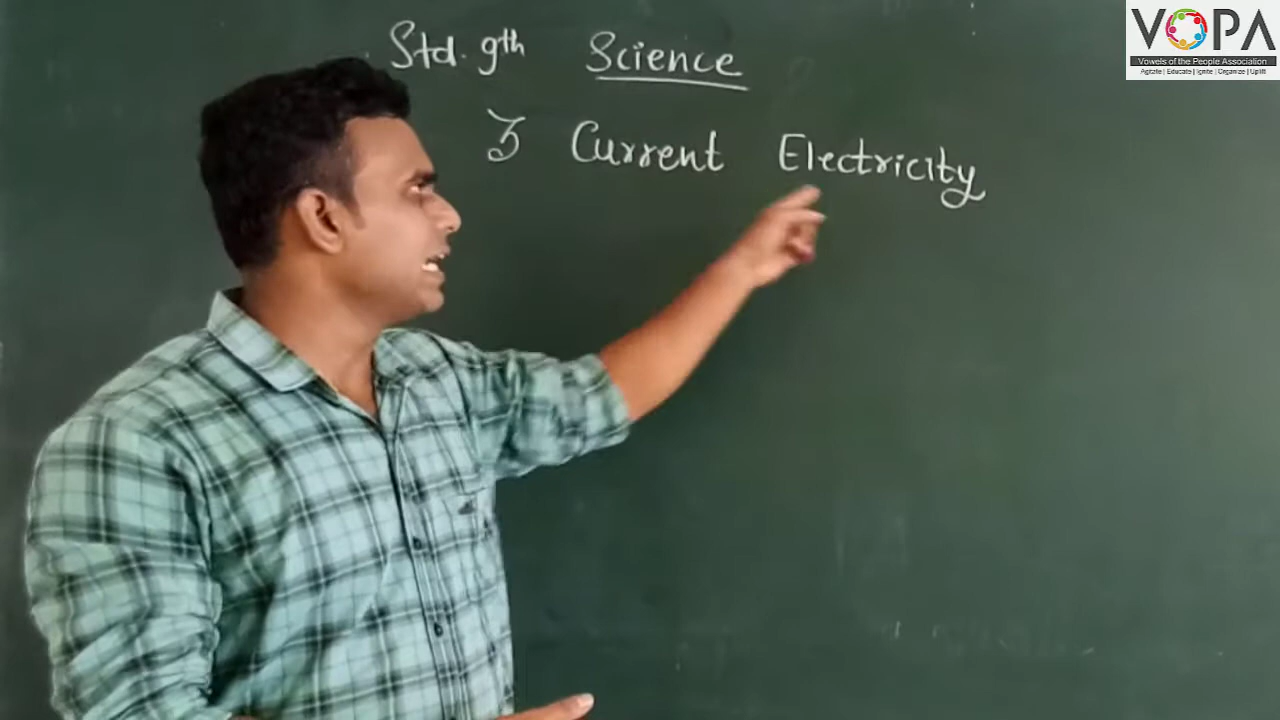 Std. 9th Science
3 Current Electricity
VOPA
Vowels of the People Association
Agitate | Educate | Ignite | Organize | Uplift